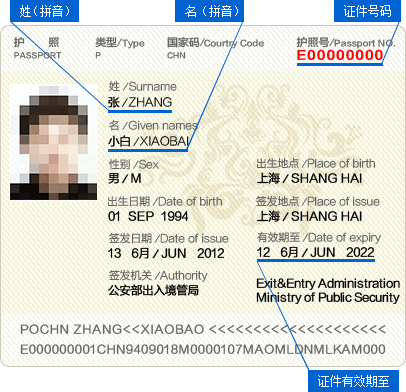 姓（拼音） 名（拼音） 证件号码
护 照 类型/Type 国家码/Courtry Code 护照号/Passport NO.
PASSPORT P CHN E00000000
姓 /Surname
张 /ZHANG
名 /Given names
小白/XIAOBAI
性别 /Sex 出生地点 /Place of birth
男/ M 上海 / SHANG HAI
出生日期 /Date of birth 签发地点 /Place of issue
01 SEP 1994 上海 / SHANG HAI
签发日期 /Date of issue 有效期至 /Date of expiry
13 6月/ JUN 2012 12 6月/ JUN 2022
签发机关 /Authority
公安部出入境管局 Exit&Entry Administration
Ministry of Public Security
POCHN ZHANG<<XIAOBAO <<<<<<<<<<<<<<<<<<<<<
E000000001CHN9409018M0000107MAOMLDNMLKAM000
证件有效期至